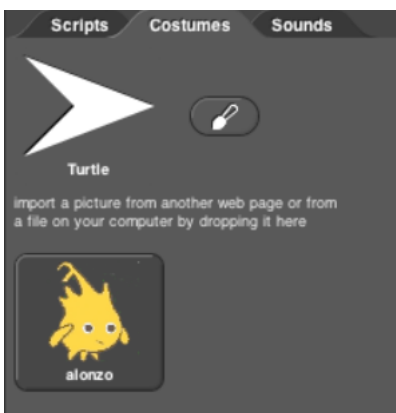 Scripts Costumes Sounds
Turtle
import a picture from another web page or from
a file on your computer by dropping it here
alonzo